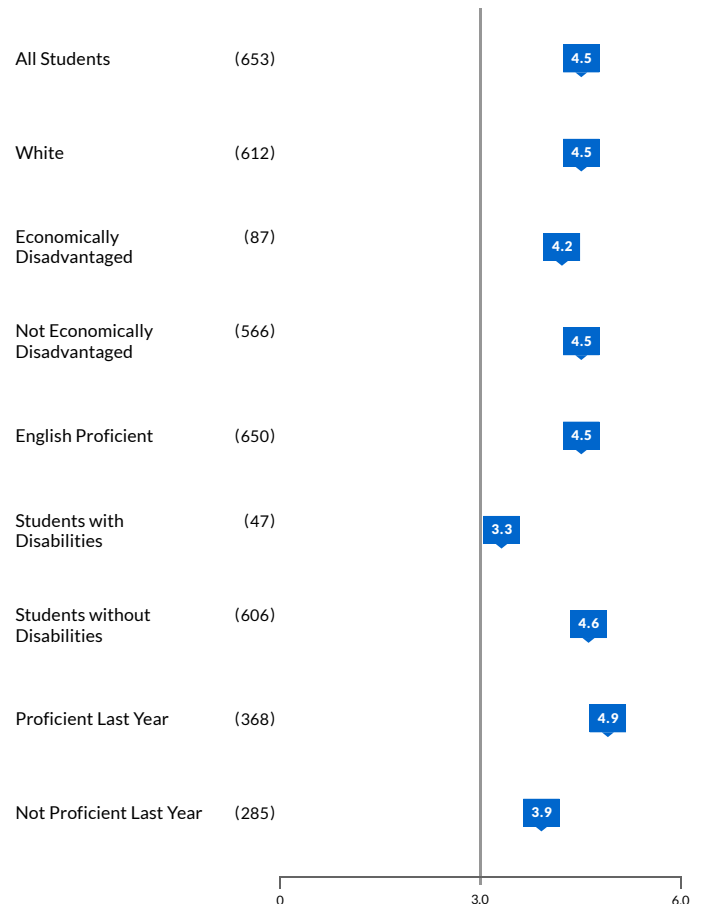 All Students (653) 4.5
White (612) 4.5
Economically (87)
Disadvantaged 4.2
Not Economically (566)
Disadvantaged 4.5
English Proficient (650) 4.5
Students with (47)
Disabilities 3.3
Students without (606)
Disabilities 4.6
Proficient Last Year (368) 4.9
Not Proficient Last Year (285) 3.9
0 3.0 6.0